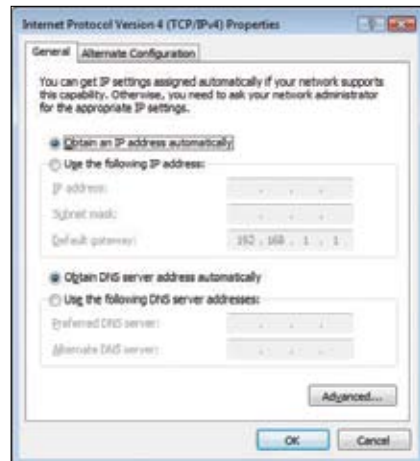 Internet Protocol Version 4 (TCP/IPv4) Properties
General
Alternate Configuration
You can get IP settings assigned automatically if your network supports
this capability. Otherwise, you need to ask your network administrator
for the appropriate IP settings.
Obtain an IP address automatically
Use the following IP address:
IP address:
Subnet mask:
Default gateway: 192 . 168 . 1 . 1
Obtain DNS server address automatically
Use the following DNS server addresses:
Preferred DNS server:
Alternate DNS server:
Advanced...
OK Cancel